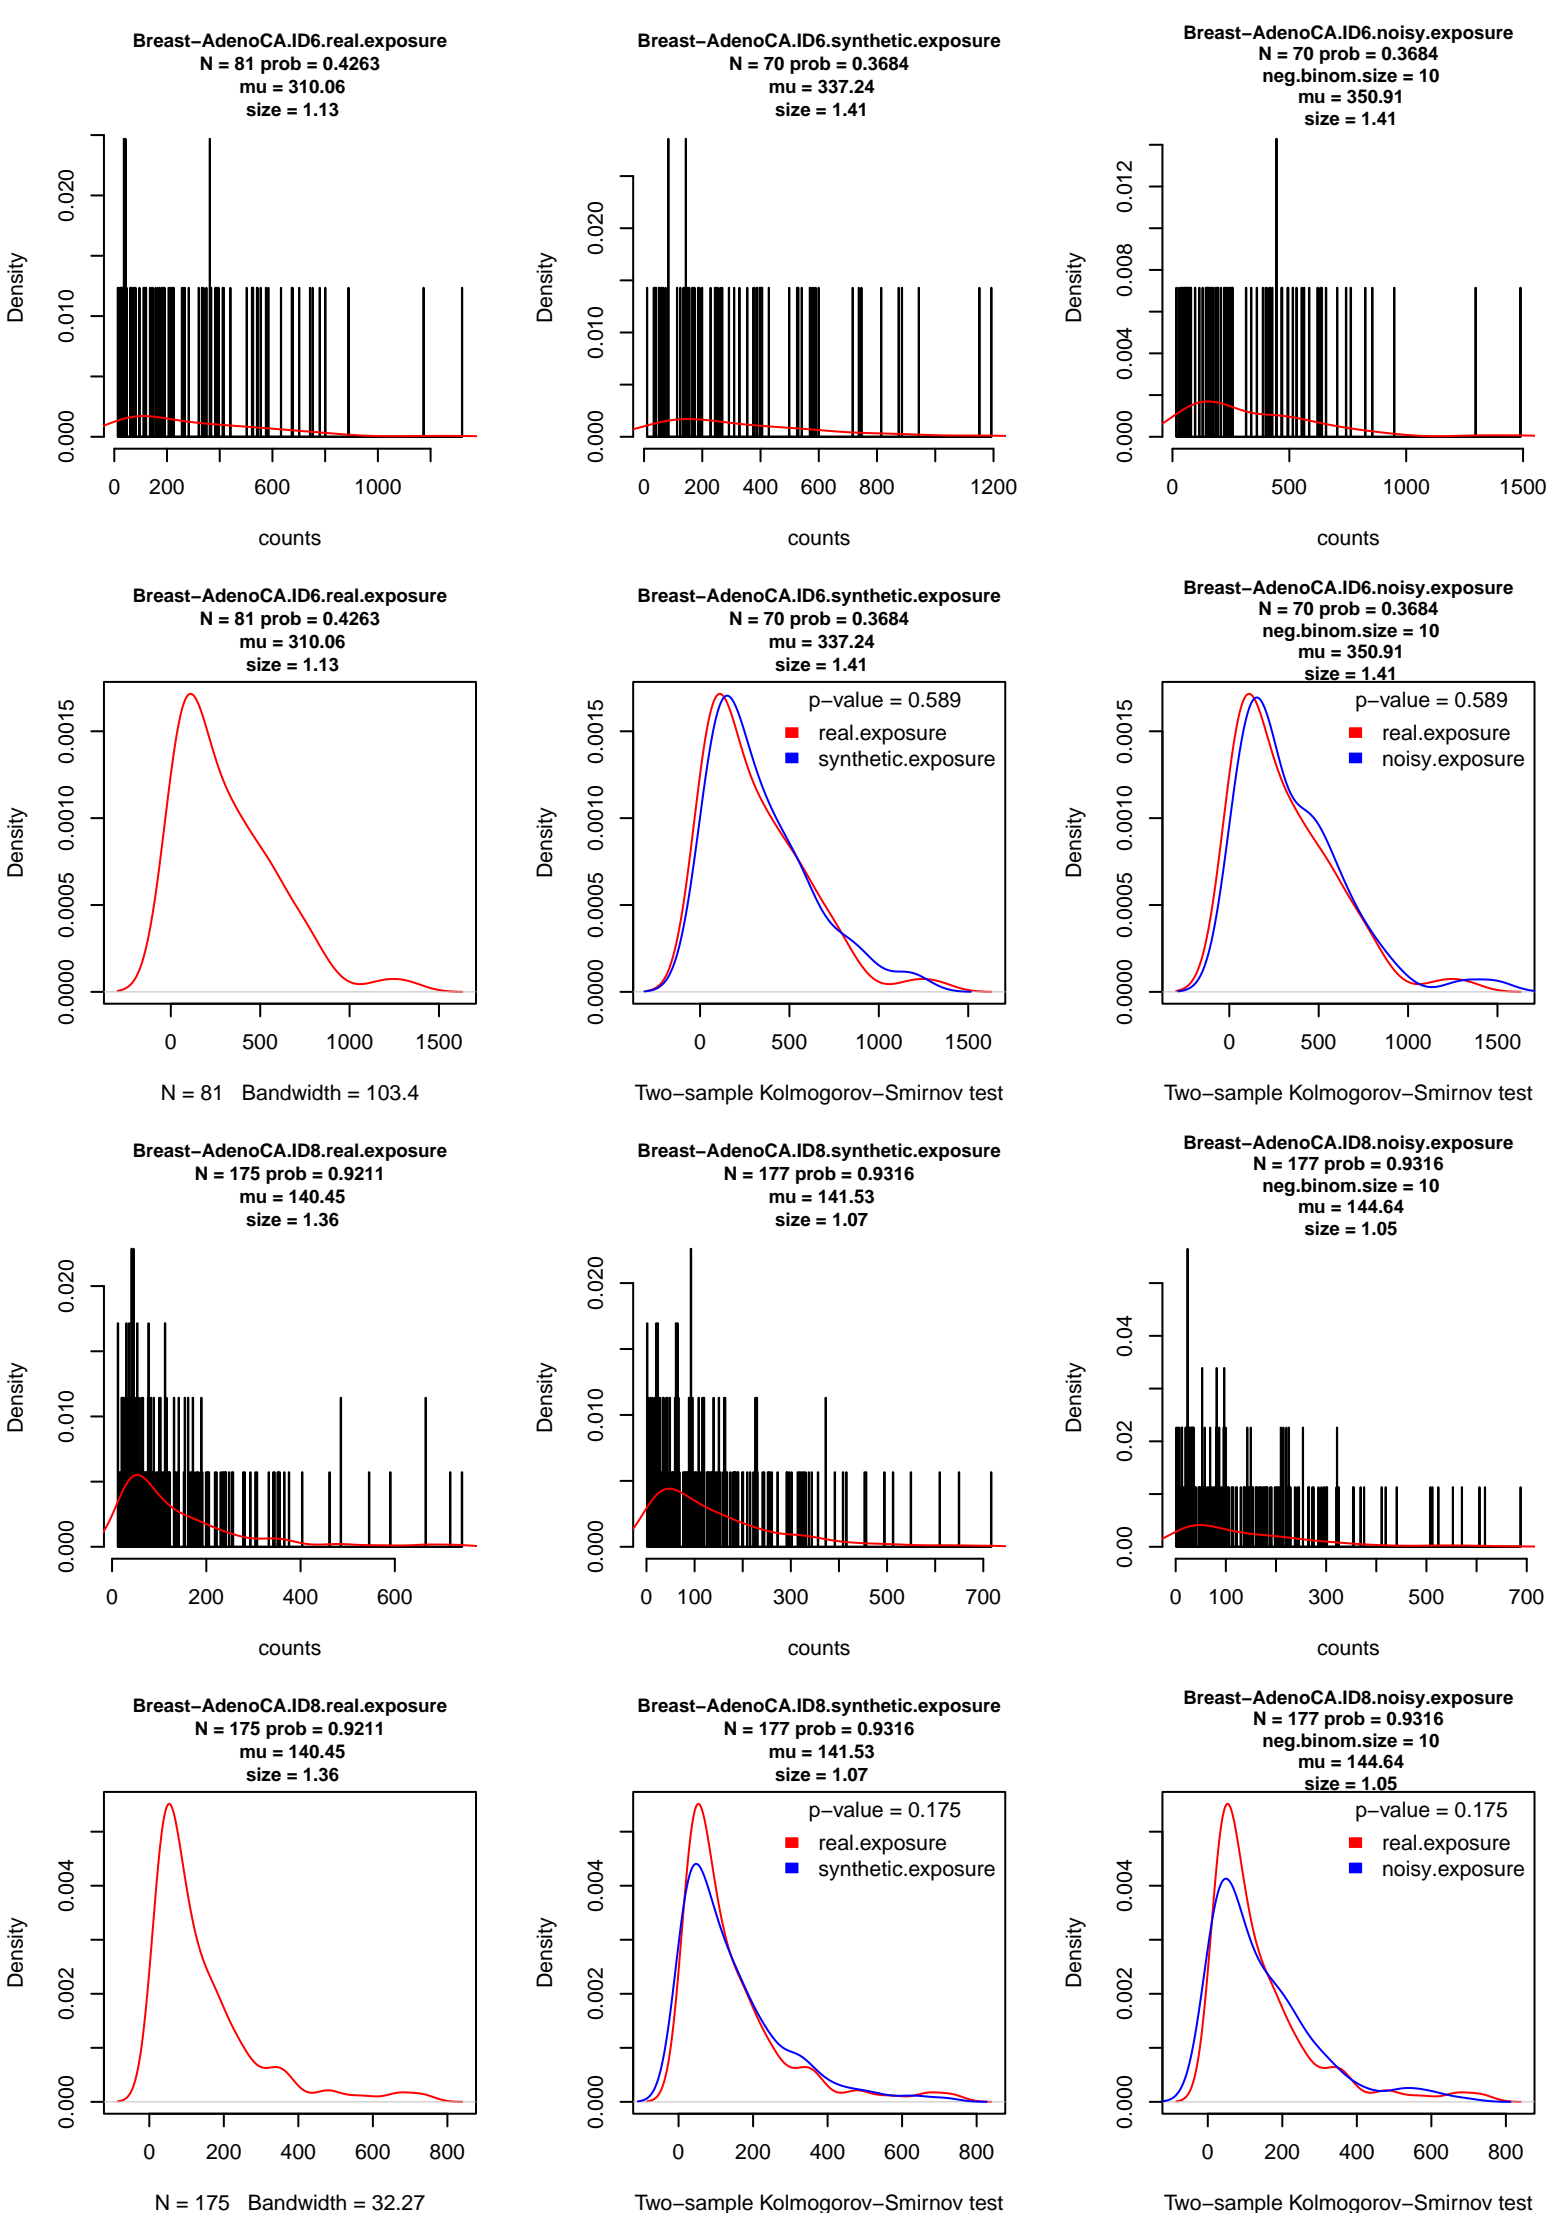 Breast−AdenoCA.ID6.real.exposure
N = 81 prob = 0.4263
mu = 310.06
size = 1.13
Density
0.000
0.010
0.020
0
200
600
1000
counts
Breast−AdenoCA.ID6.synthetic.exposure
N = 70 prob = 0.3684
mu = 337.24
size = 1.41
Density
0.000
0.010
0.020
0
200
400
600
800
1200
counts
Breast−AdenoCA.ID6.noisy.exposure
N = 70 prob = 0.3684
neg.binom.size = 10
mu = 350.91
size = 1.41
Density
0.000
0.004
0.008
0.012
0
500
1000
1500
counts
Breast−AdenoCA.ID6.real.exposure
N = 81 prob = 0.4263
mu = 310.06
size = 1.13
Density
0.0000
0.0005
0.0010
0.0015
0
500
1000
1500
N = 81 Bandwidth = 103.4
Breast−AdenoCA.ID6.synthetic.exposure
N = 70 prob = 0.3684
mu = 337.24
size = 1.41
p−value = 0.589
real.exposure
synthetic.exposure
Density
0.0000
0.0005
0.0010
0.0015
0
500
1000
1500
Two−sample Kolmogorov−Smirnov test
Breast−AdenoCA.ID6.noisy.exposure
N = 70 prob = 0.3684
neg.binom.size = 10
mu = 350.91
size = 1.41
p−value = 0.589
real.exposure
noisy.exposure
Density
0.0000
0.0005
0.0010
0.0015
0
500
1000
1500
Two−sample Kolmogorov−Smirnov test
Breast−AdenoCA.ID8.real.exposure
N = 175 prob = 0.9211
mu = 140.45
size = 1.36
Density
0.000
0.010
0.020
0
200
400
600
counts
Breast−AdenoCA.ID8.synthetic.exposure
N = 177 prob = 0.9316
mu = 141.53
size = 1.07
Density
0.000
0.010
0.020
0
100
300
500
700
counts
Breast−AdenoCA.ID8.noisy.exposure
N = 177 prob = 0.9316
neg.binom.size = 10
mu = 144.64
size = 1.05
Density
0.00
0.02
0.04
0
100
300
500
700
counts
Breast−AdenoCA.ID8.real.exposure
N = 175 prob = 0.9211
mu = 140.45
size = 1.36
Density
0.000
0.002
0.004
0
200
400
600
800
N = 175 Bandwidth = 32.27
Breast−AdenoCA.ID8.synthetic.exposure
N = 177 prob = 0.9316
mu = 141.53
size = 1.07
p−value = 0.175
real.exposure
synthetic.exposure
Density
0.000
0.002
0.004
0
200
400
600
800
Two−sample Kolmogorov−Smirnov test
Breast−AdenoCA.ID8.noisy.exposure
N = 177 prob = 0.9316
neg.binom.size = 10
mu = 144.64
size = 1.05
p−value = 0.175
real.exposure
noisy.exposure
Density
0.000
0.002
0.004
0
200
400
600
800
Two−sample Kolmogorov−Smirnov test